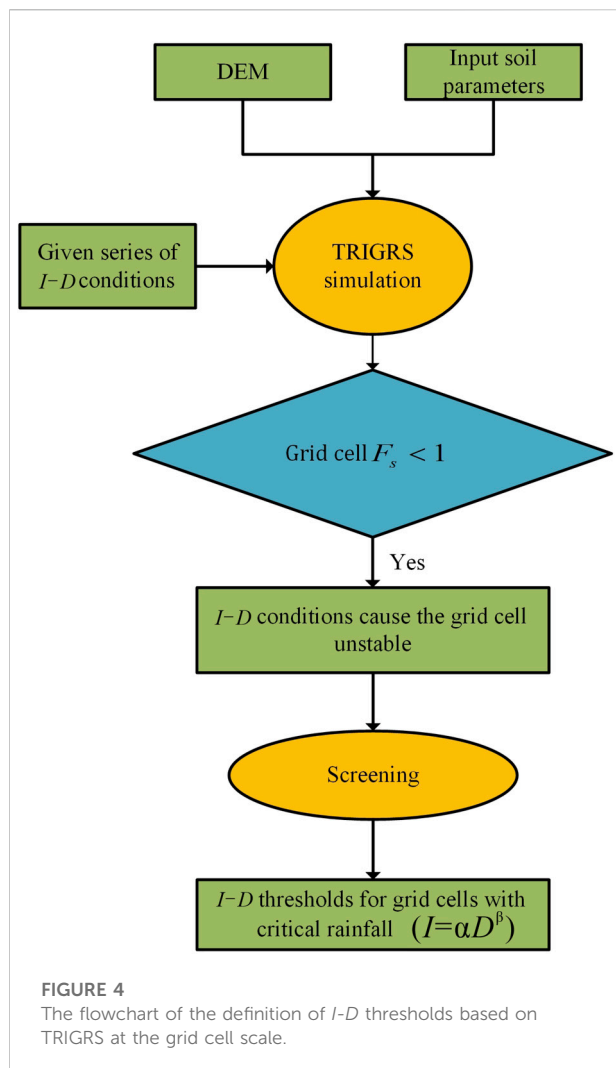 DEM
Input soil
parameters
Given series of
I-D conditions
TRIGRS
simulation
Grid cell F_s < 1
Yes
I-D conditions cause the grid cell
unstable
Screening
I-D thresholds for grid cells with
critical rainfall (I=αD^β)
FIGURE 4
The flowchart of the definition of I-D thresholds based on
TRIGRS at the grid cell scale.